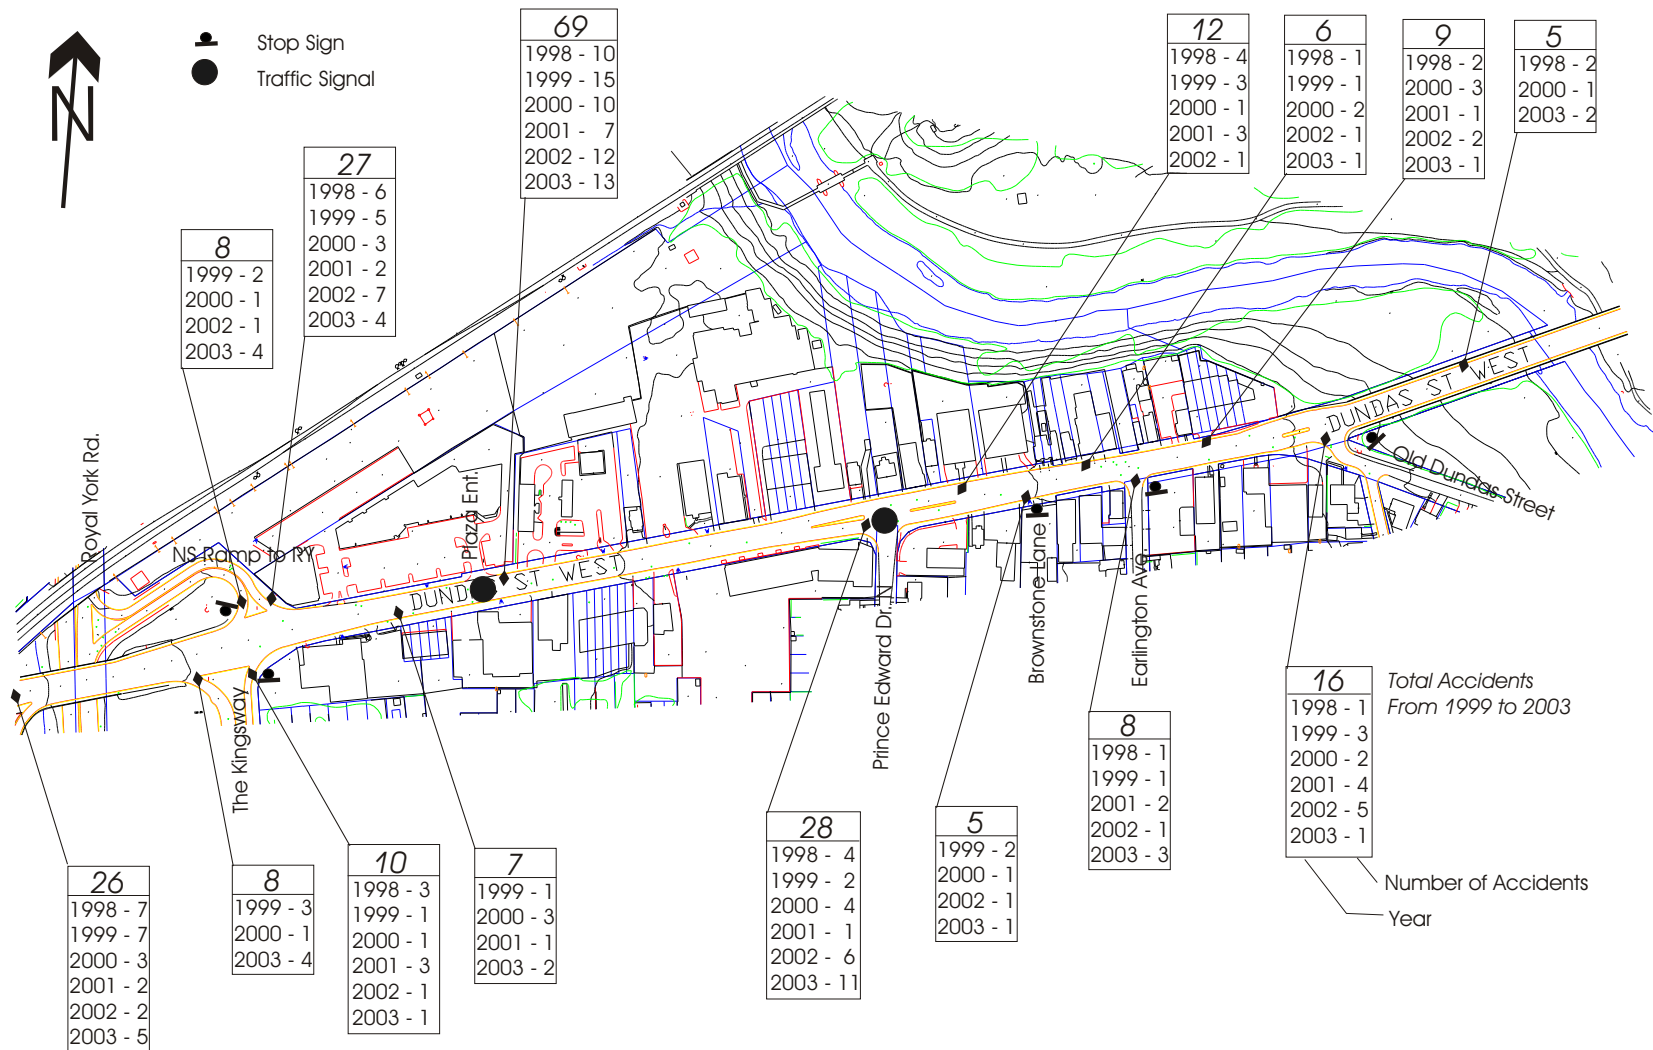 N
Stop Sign
Traffic Signal
69
1998 - 10
1999 - 15
2000 - 10
2001 - 7
2002 - 12
2003 - 13
12
1998 - 4
1999 - 3
2000 - 1
2001 - 3
2002 - 1
6
1998 - 1
1999 - 1
2000 - 2
2002 - 1
2003 - 1
9
1998 - 2
2000 - 3
2001 - 1
2002 - 2
2003 - 1
5
1998 - 2
2000 - 1
2003 - 2
27
1998 - 6
1999 - 5
2000 - 3
2001 - 2
2002 - 7
2003 - 4
8
1999 - 2
2000 - 1
2002 - 1
2003 - 4
Royal York Rd.
NS Ramp to RY
Plaza Ent.
DUND ST WEST
DUNDAS ST WEST
Old Dundas Street
The Kingsway
Prince Edward Dr. N
Brownstone Lane
Earlington Ave.
26
1998 - 7
1999 - 7
2000 - 3
2001 - 2
2002 - 2
2003 - 5
8
1999 - 3
2000 - 1
2003 - 4
10
1998 - 3
1999 - 1
2000 - 1
2001 - 3
2002 - 1
2003 - 1
7
1999 - 1
2000 - 3
2001 - 1
2003 - 2
28
1998 - 4
1999 - 2
2000 - 4
2001 - 1
2002 - 6
2003 - 11
5
1999 - 2
2000 - 1
2002 - 1
2003 - 1
8
1998 - 1
1999 - 1
2001 - 2
2002 - 1
2003 - 3
16
1998 - 1
1999 - 3
2000 - 2
2001 - 4
2002 - 5
2003 - 1
Total Accidents
From 1999 to 2003
Number of Accidents
Year